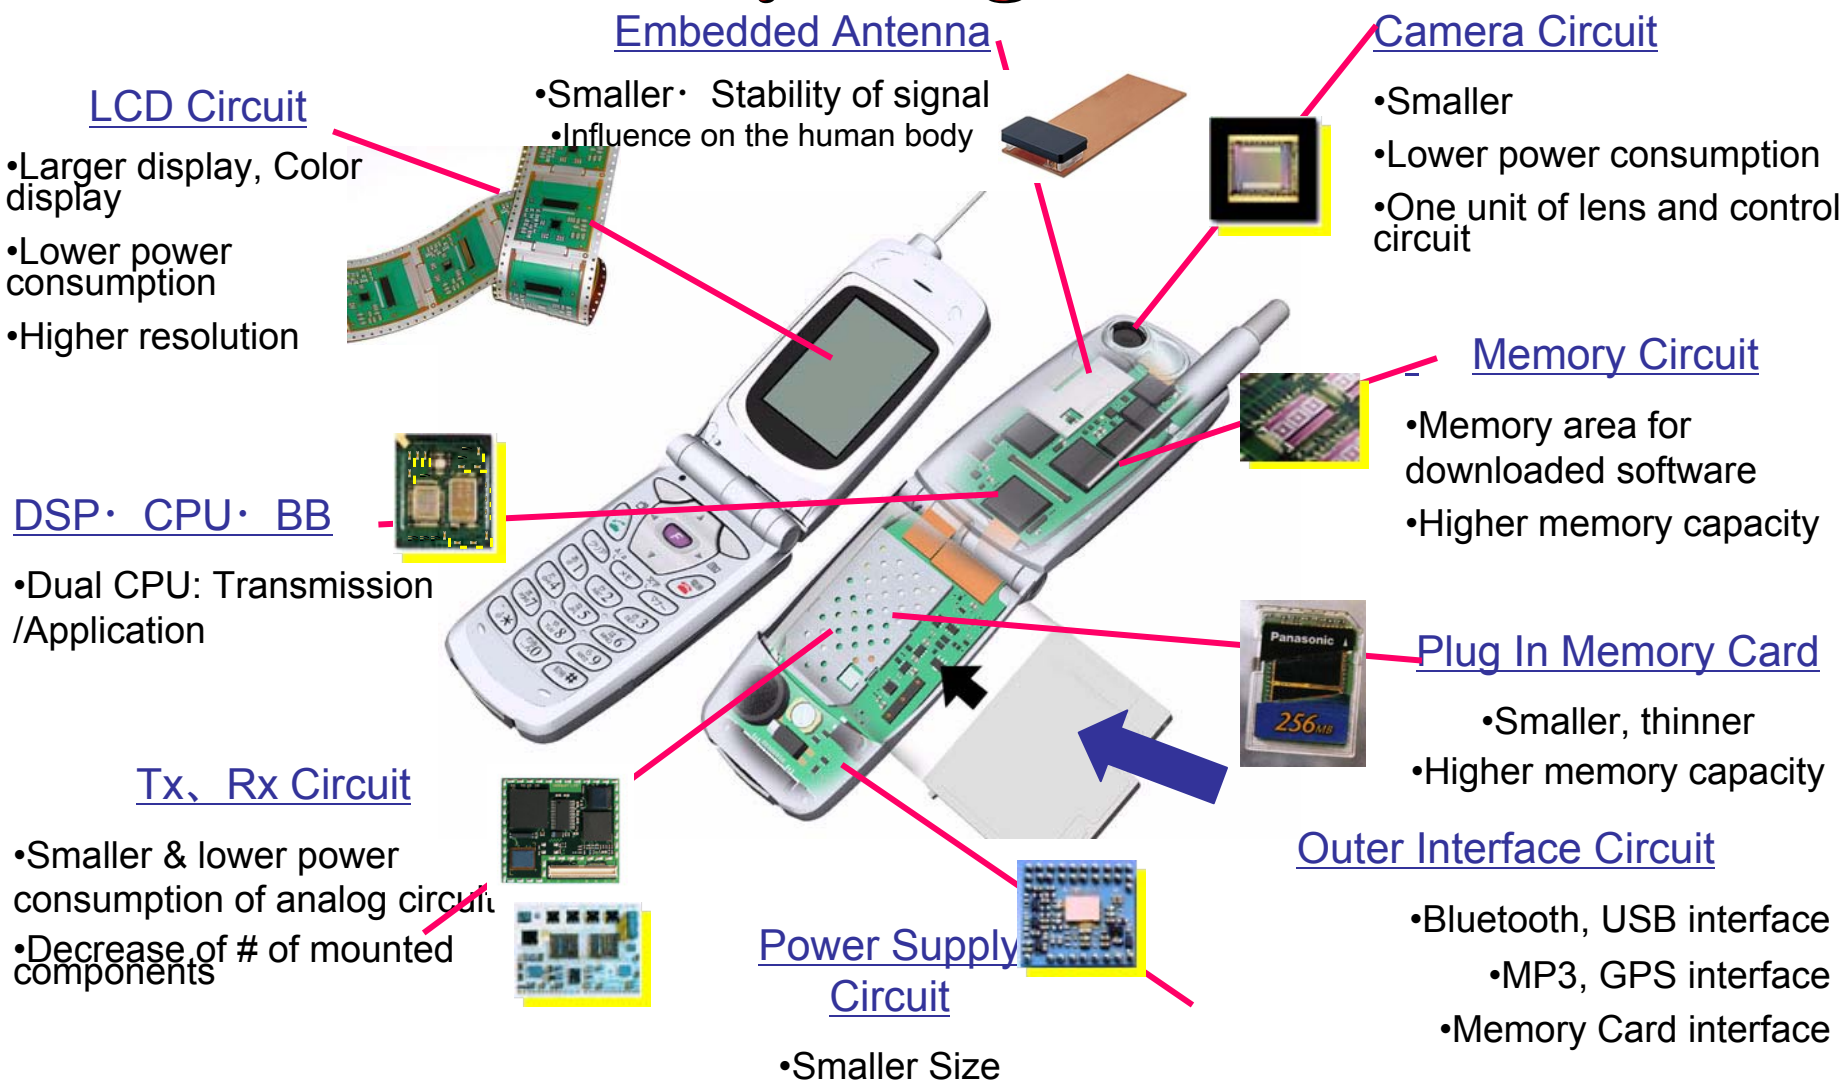 Embedded Antenna
•Smaller・ Stability of signal
•Influence on the human body
Camera Circuit
•Smaller
•Lower power consumption
•One unit of lens and control
circuit
LCD Circuit
•Larger display, Color
display
•Lower power
consumption
•Higher resolution
Memory Circuit
•Memory area for
downloaded software
•Higher memory capacity
DSP・ CPU・ BB
•Dual CPU: Transmission
/Application
Panasonic
256MB
Plug In Memory Card
•Smaller, thinner
•Higher memory capacity
Tx、Rx Circuit
•Smaller & lower power
consumption of analog circuit
•Decrease of # of mounted
components
Power Supply
Circuit
•Smaller Size
Outer Interface Circuit
•Bluetooth, USB interface
•MP3, GPS interface
•Memory Card interface